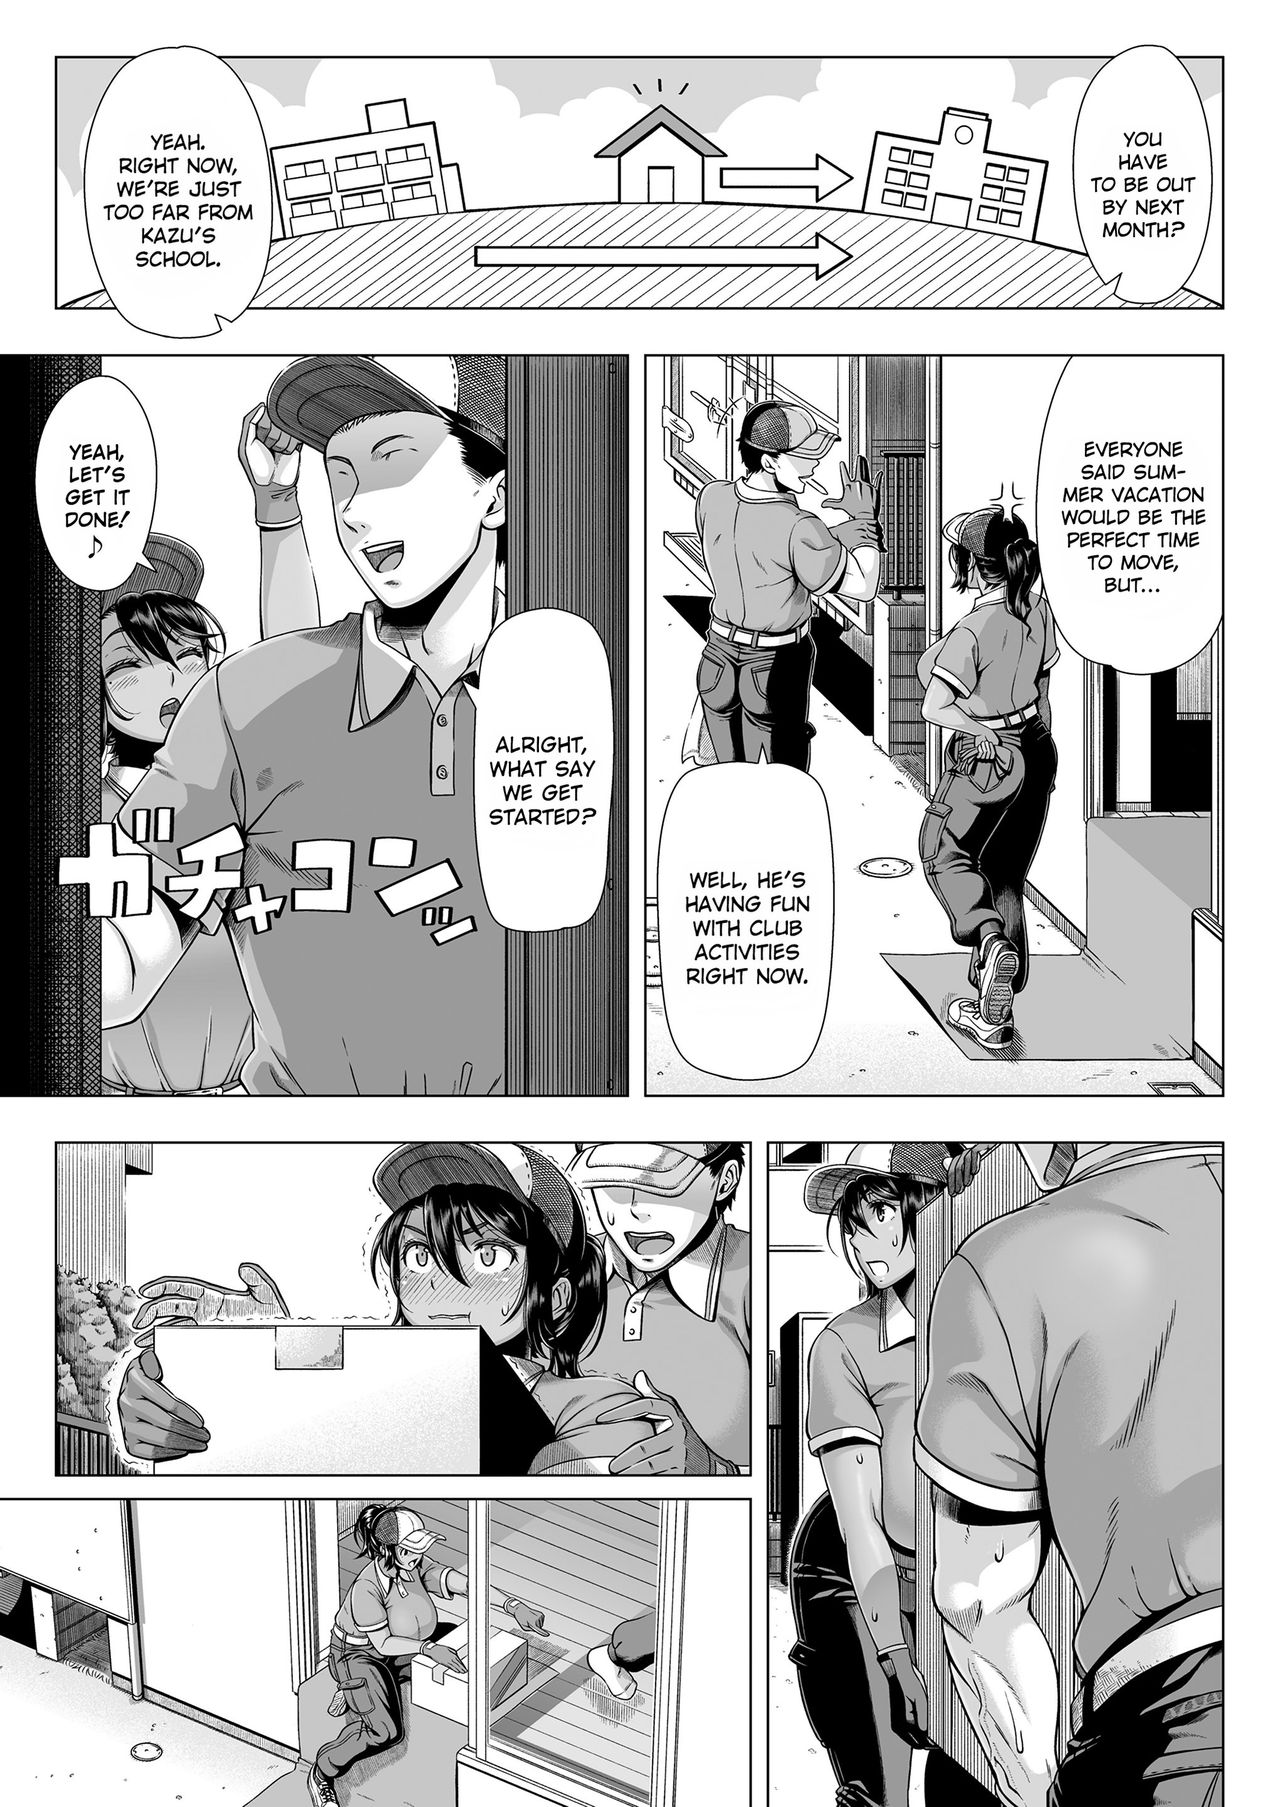 YOU
HAVE
TO BE OUT
BY NEXT
MONTH?
YEAH.
RIGHT NOW,
WE'RE JUST
TOO FAR FROM
KAZU'S
SCHOOL.
EVERYONE
SAID SUM-
MER VACATION
WOULD BE THE
PERFECT TIME
TO MOVE,
BUT...
WELL, HE'S
HAVING FUN
WITH CLUB
ACTIVITIES
RIGHT NOW.
ALRIGHT,
WHAT SAY
WE GET
STARTED?
YEAH,
LET'S
GET IT
DONE!
♪
ガチャコンッ